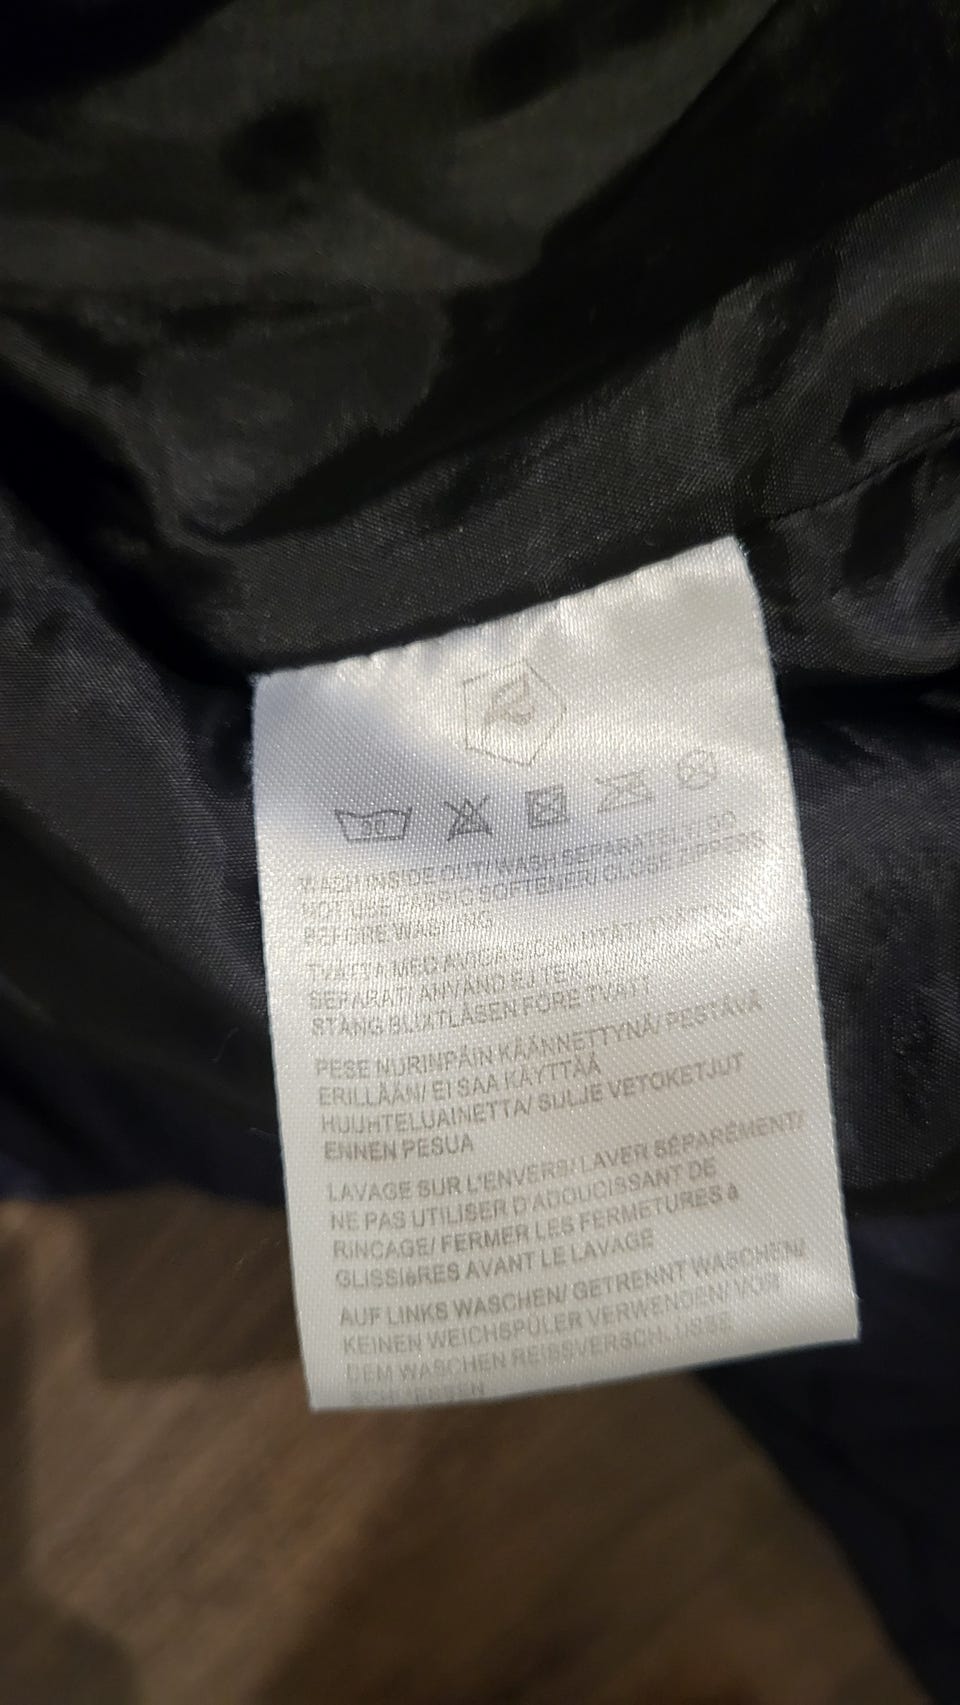 30
WASH INSIDE OUT/ WASH SEPARATELY/ DO
NOT USE FABRIC SOFTENER/ CLOSE ZIPPERS
BEFORE WASHING
TVÄTTA MED AVIGA SIDAN UTÅT/ TVÄTTAS
SEPARAT/ ANVÄND EJ
STÄNG BLIXTLÅSEN FÖRE TVÄTT
PESE NURINPÄIN KÄÄNNETTYNÄ/ PESTÄVÄ
ERILLÄÄN/ EI SAA KÄYTTÄÄ
HUUHTELUAINETTA/ SULJE VETOKETJUT
ENNEN PESUA
LAVAGE SUR L'ENVERS/ LAVER SÉPARÉMENT/
NE PAS UTILISER D'ADOUCISSANT DE
RINCAGE/ FERMER LES FERMETURES à
GLISSIèRES AVANT LE LAVAGE
AUF LINKS WASCHEN/ GETRENNT WASCHEN/
KEINEN WEICHSPÜLER VERWENDEN/ VOR
DEM WASCHEN REISSVERSCHLÜSSE